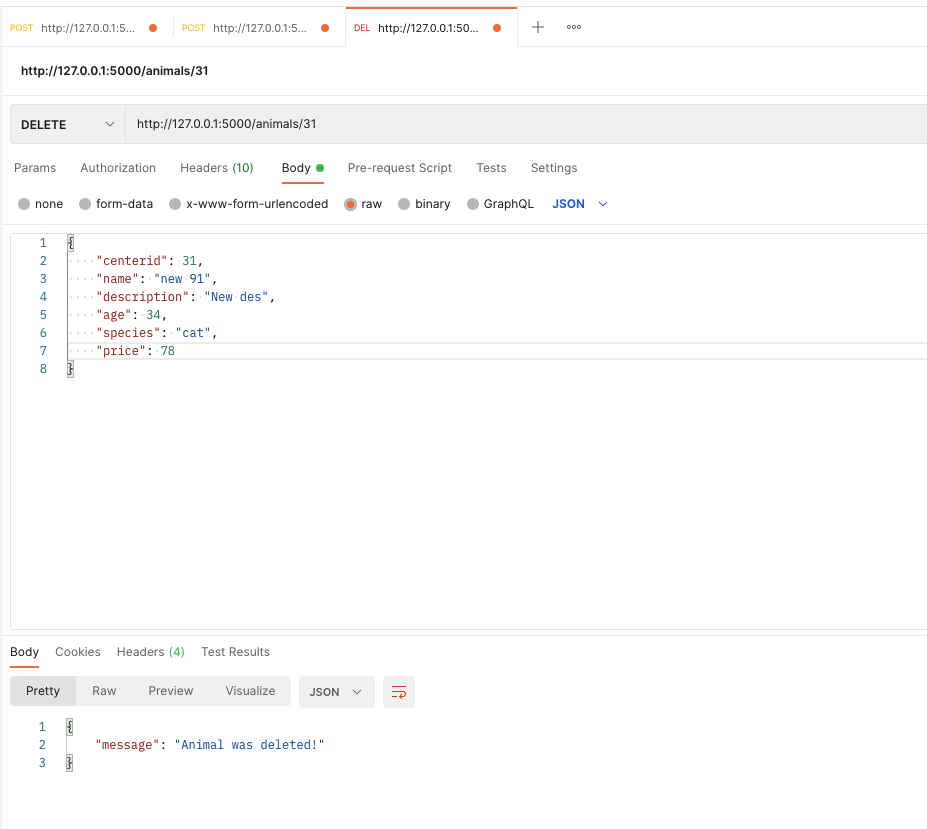 POST http://127.0.0.1:5... POST http://127.0.0.1:5... DEL http://127.0.0.1:50...
http://127.0.0.1:5000/animals/31
DELETE http://127.0.0.1:5000/animals/31
Params Authorization Headers (10) Body Pre-request Script Tests Settings
none form-data x-www-form-urlencoded raw binary GraphQL JSON
1 {
2 "centerid": 31,
3 "name": "new 91",
4 "description": "New des",
5 "age": 34,
6 "species": "cat",
7 "price": 78
8 }
Body Cookies Headers (4) Test Results
Pretty Raw Preview Visualize JSON
1 {
2 "message": "Animal was deleted!"
3 }